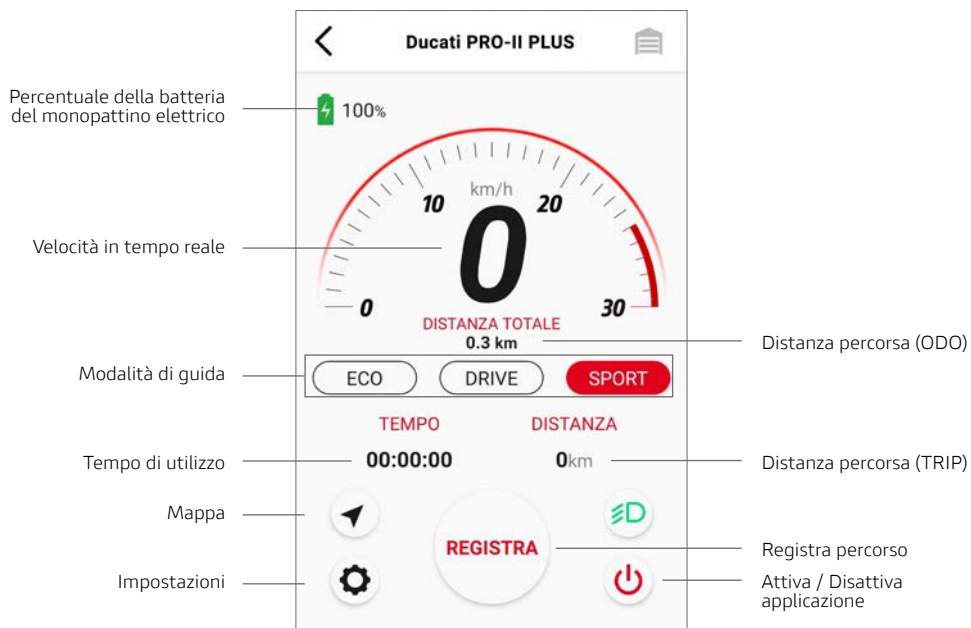 Ducati PRO-II PLUS
Percentuale della batteria
del monopattino elettrico
100%
km/h
10
20
0
Velocità in tempo reale
0
30
DISTANZA TOTALE
0.3 km
Distanza percorsa (ODO)
Modalità di guida
ECO
DRIVE
SPORT
TEMPO
DISTANZA
Tempo di utilizzo
00:00:00
0km
Distanza percorsa (TRIP)
Mappa
REGISTRA
Registra percorso
Impostazioni
Attiva / Disattiva
applicazione